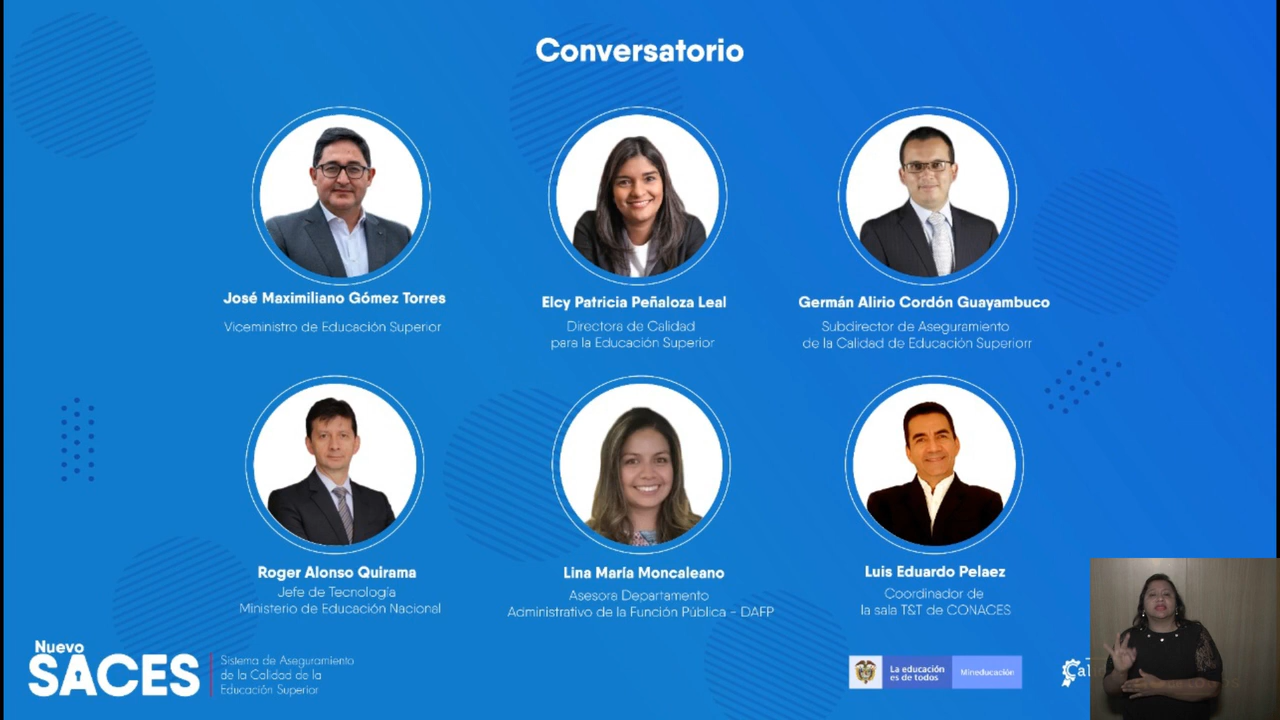 Conversatorio
José Maximiliano Gómez Torres
Viceministro de Educación Superior
Elcy Patricia Peñaloza Leal
Directora de Calidad
para la Educación Superior
Germán Alirio Cordón Guayambuco
Subdirector de Aseguramiento
de la Calidad de Educación Superiorr
Roger Alonso Quirama
Jefe de Tecnología
Ministerio de Educación Nacional
Lina María Moncaleano
Asesora Departamento
Administrativo de la Función Pública - DAFP
Luis Eduardo Pelaez
Coordinador de
la sala T&T de CONACES
Nuevo
SACES
Sistema de Aseguramiento
de la Calidad de la
Educación Superior
La educación
es de todos
Mineducación